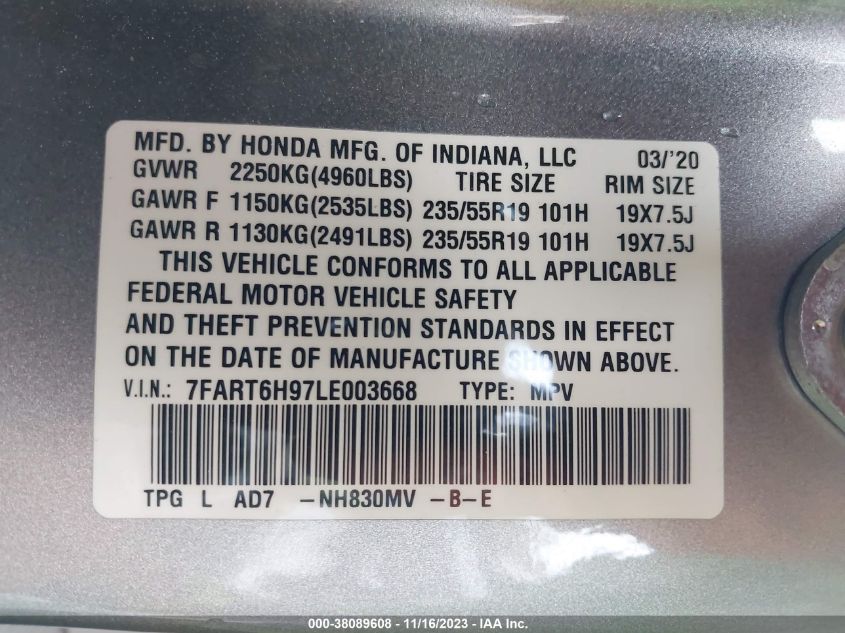 MFD. BY HONDA MFG. OF INDIANA, LLC 03/'20
GVWR 2250KG(4960LBS) TIRE SIZE RIM SIZE
GAWR F 1150KG(2535LBS) 235/55R19 101H 19X7.5J
GAWR R 1130KG(2491LBS) 235/55R19 101H 19X7.5J
THIS VEHICLE CONFORMS TO ALL APPLICABLE
FEDERAL MOTOR VEHICLE SAFETY
AND THEFT PREVENTION STANDARDS IN EFFECT
ON THE DATE OF MANUFACTURE SHOWN ABOVE.
V.I.N.: 7FART6H97LE003668 TYPE: MPV
TPG L AD7 -NH830MV -B-E
000-38089608 - 11/16/2023 - IAA Inc.